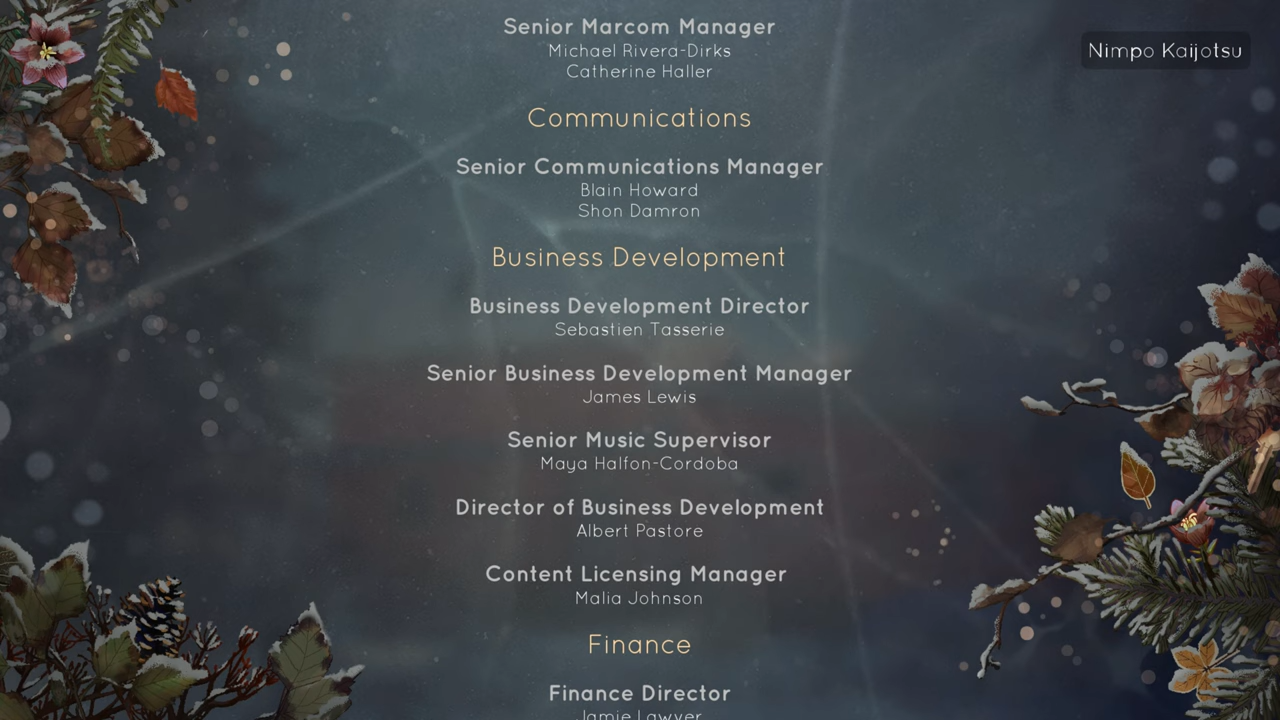 Senior Marcom Manager
Michael Rivera-Dirks
Catherine Haller
Nimpo Kaijotsu
Communications
Senior Communications Manager
Blain Howard
Shon Damron
Business Development
Business Development Director
Sebastien Tasserie
Senior Business Development Manager
James Lewis
Senior Music Supervisor
Maya Halfon-Cordoba
Director of Business Development
Albert Pastore
Content Licensing Manager
Malia Johnson
Finance
Finance Director
Jamie Lawyer